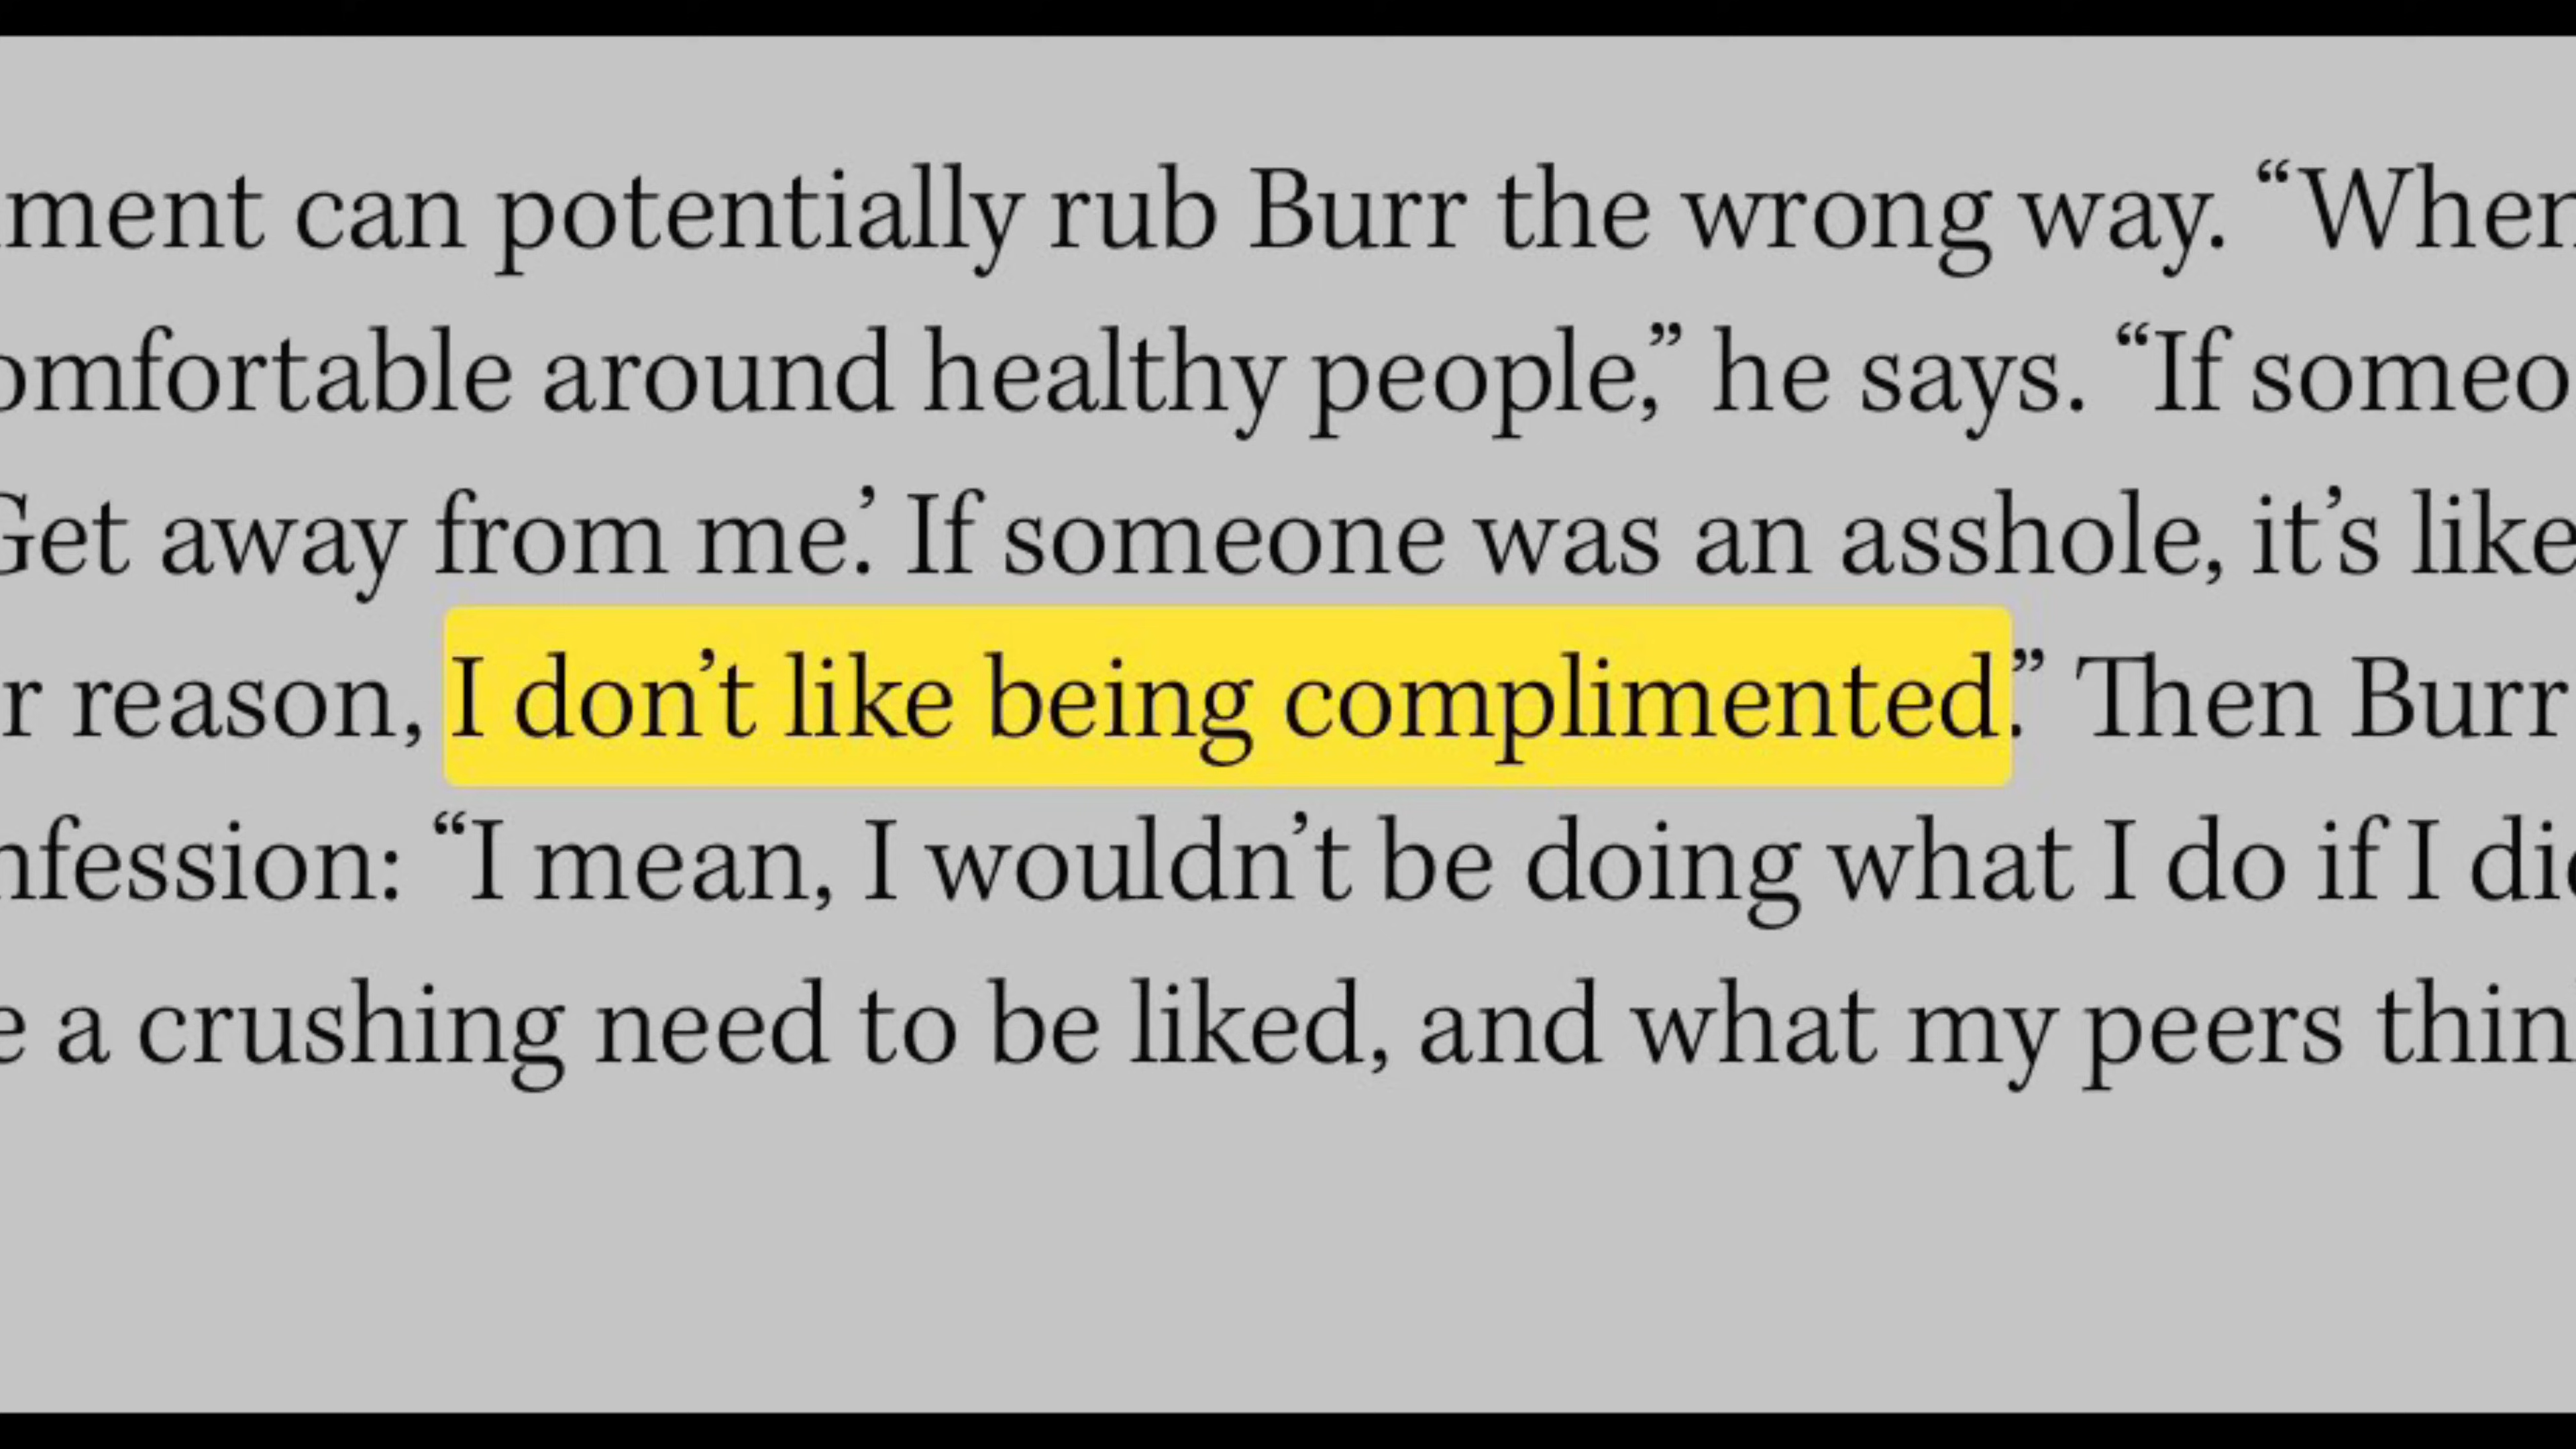 ment can potentially rub Burr the wrong way. “When
omfortable around healthy people,” he says. “If someo
Get away from me.’ If someone was an asshole, it’s like
r reason, I don’t like being complimented.” Then Burr
nfession: “I mean, I wouldn’t be doing what I do if I did
e a crushing need to be liked, and what my peers thin